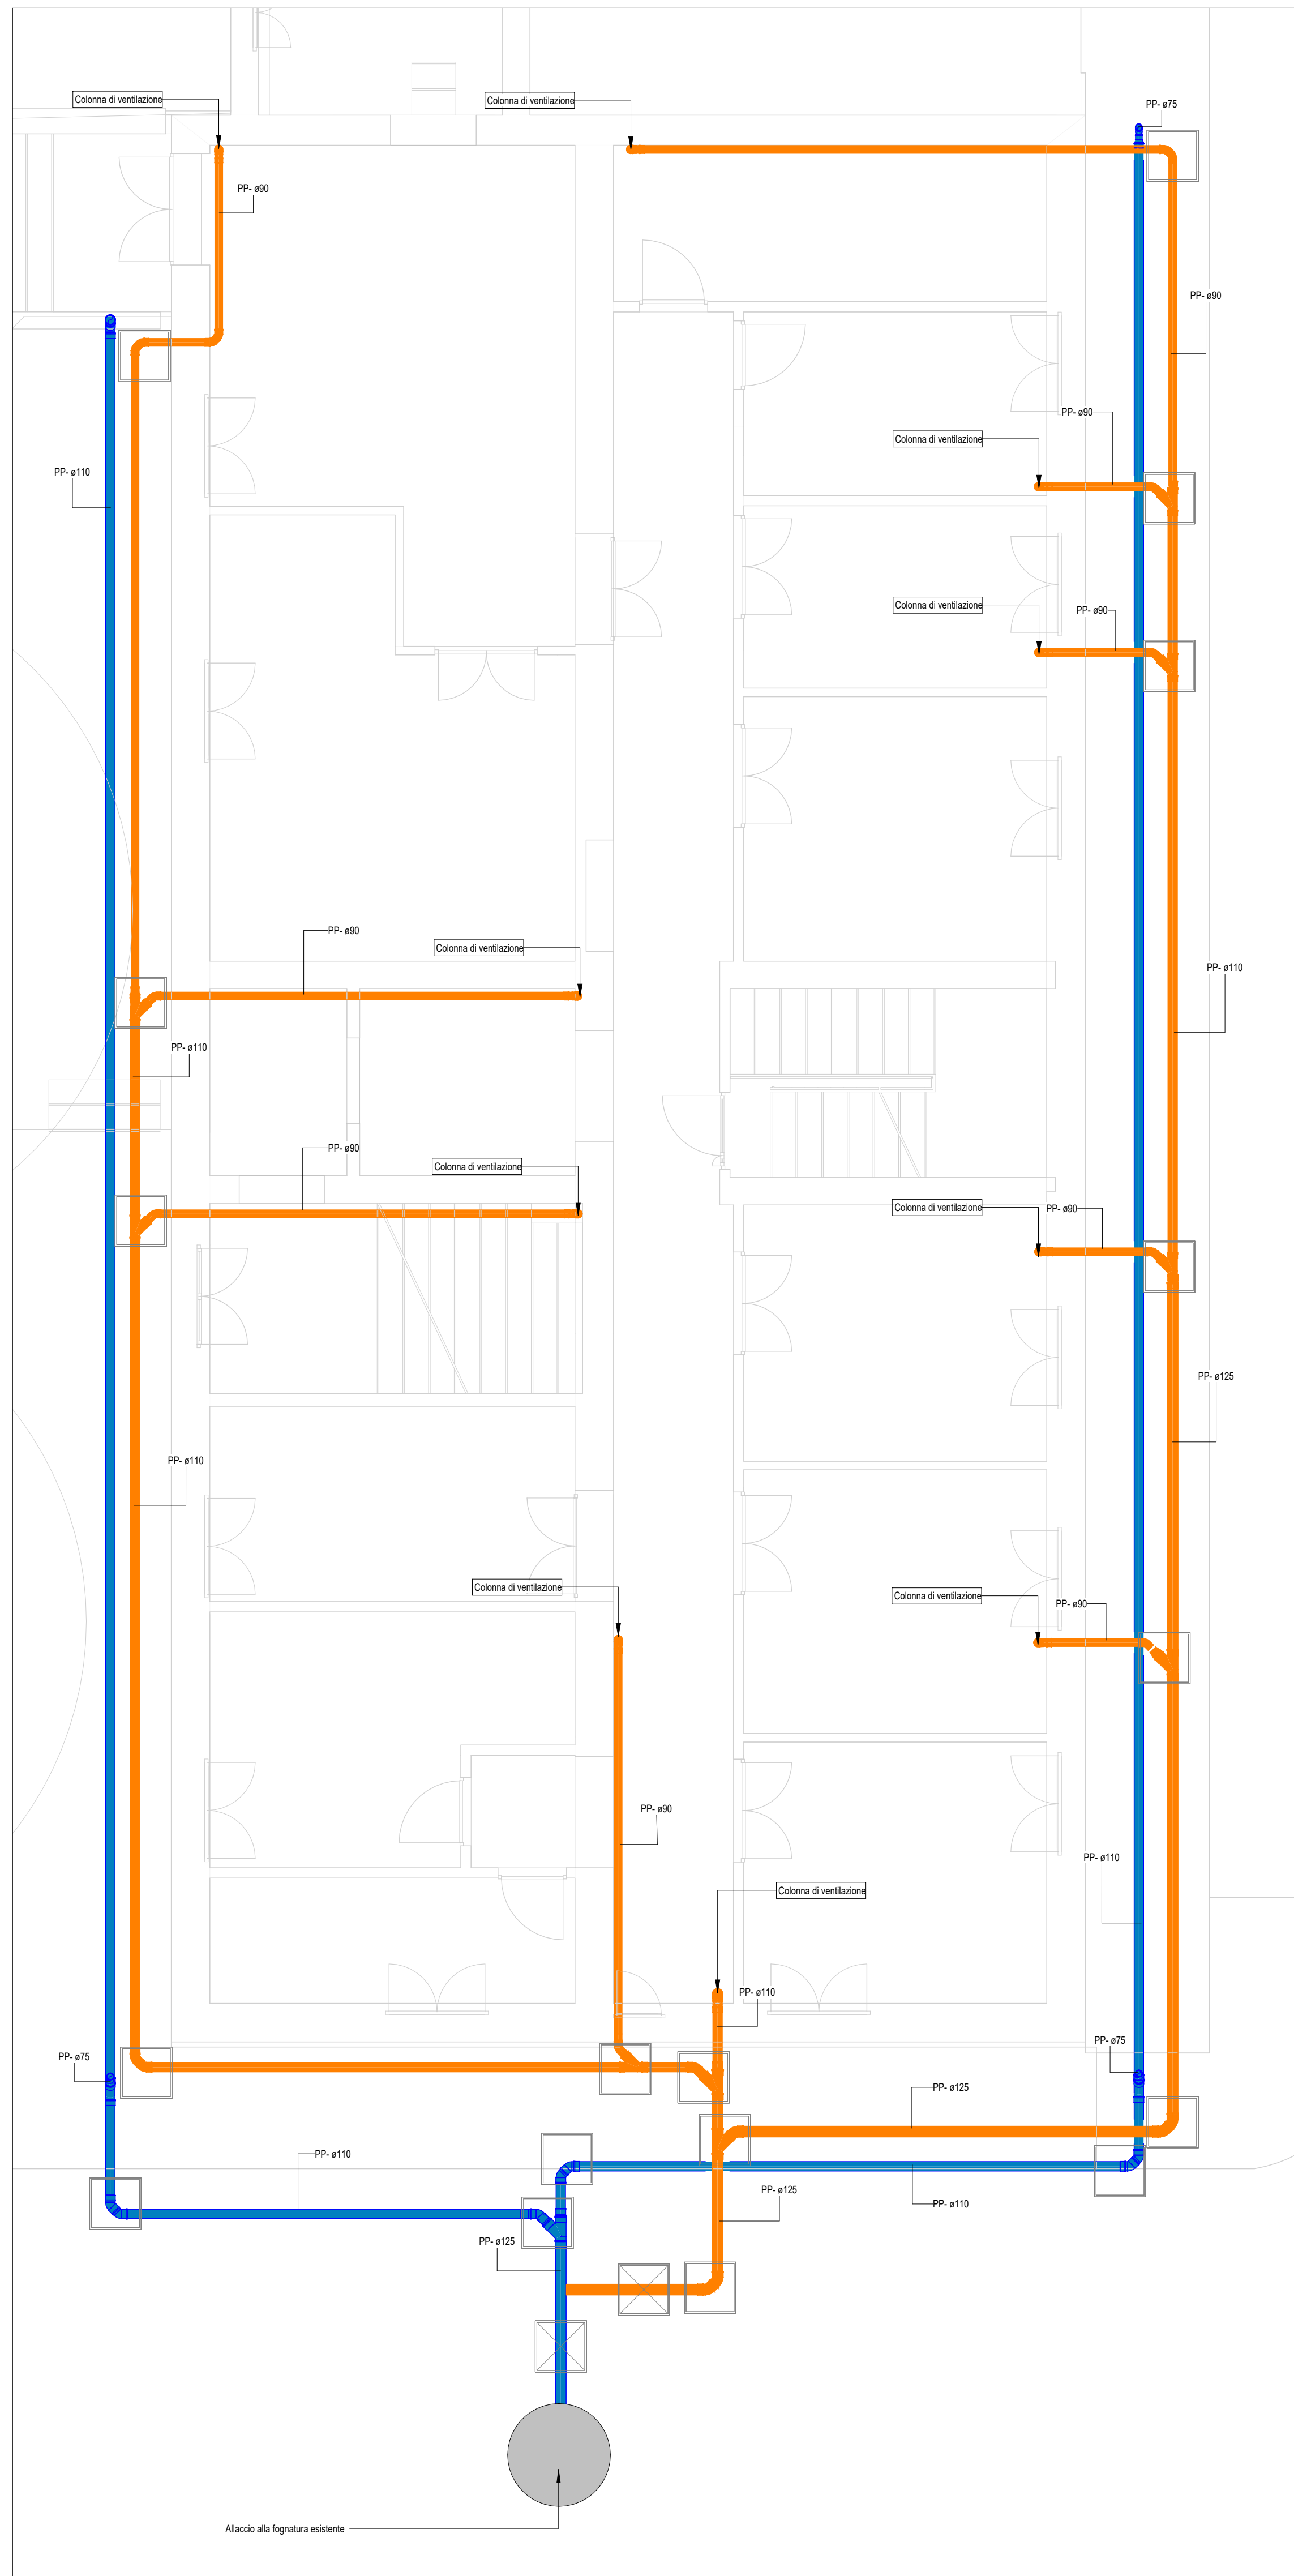 Colonna di ventilazione
Colonna di ventilazione
PP- ø75
PP- ø90
PP- ø90
PP- ø90
Colonna di ventilazione
PP- ø110
Colonna di ventilazione
PP- ø90
PP- ø90
Colonna di ventilazione
PP- ø110
PP- ø110
PP- ø90
Colonna di ventilazione
Colonna di ventilazione
PP- ø90
PP- ø125
PP- ø110
Colonna di ventilazione
Colonna di ventilazione
PP- ø90
PP- ø90
PP- ø110
Colonna di ventilazione
PP- ø110
PP- ø75
PP- ø75
PP- ø125
PP- ø110
PP- ø125
PP- ø110
PP- ø125
Allaccio alla fognatura esistente